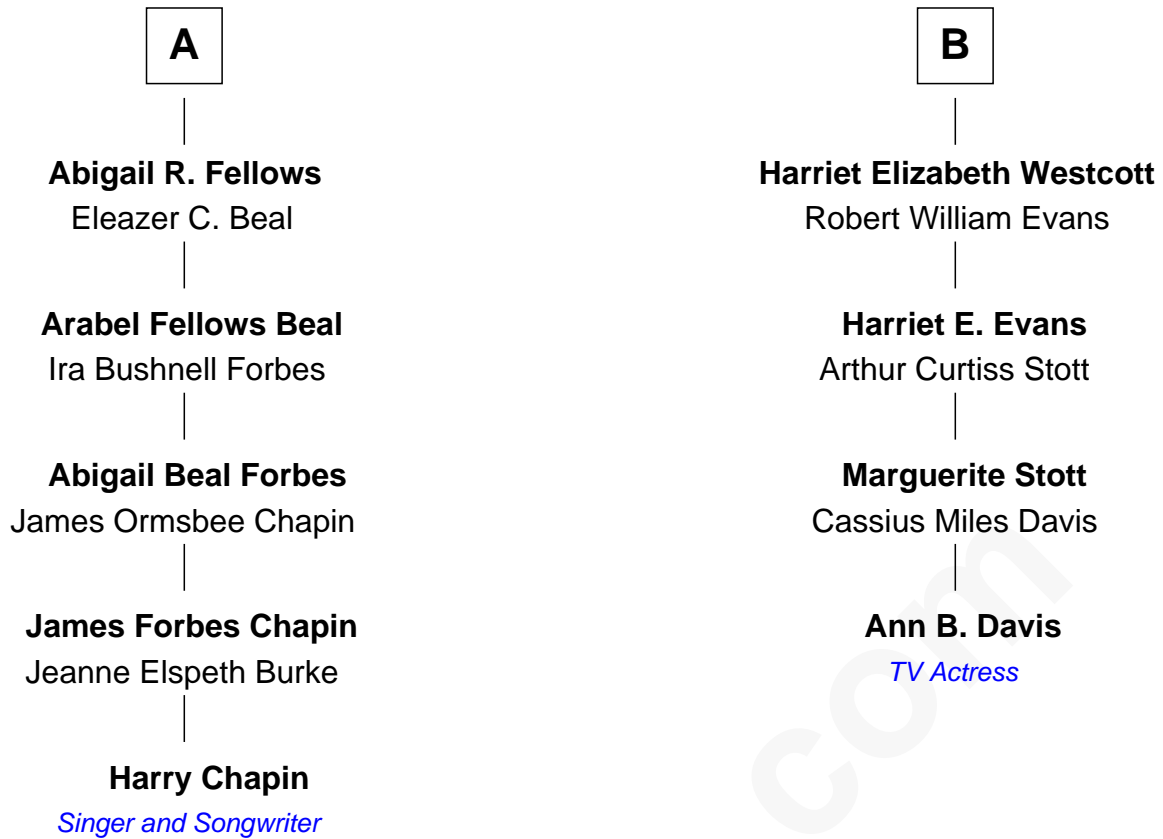 A
Abigail R. Fellows
Eleazer C. Beal
Arabel Fellows Beal
Ira Bushnell Forbes
Abigail Beal Forbes
James Ormsbee Chapin
James Forbes Chapin
Jeanne Elspeth Burke
Harry Chapin
Singer and Songwriter
B
Harriet Elizabeth Westcott
Robert William Evans
Harriet E. Evans
Arthur Curtiss Stott
Marguerite Stott
Cassius Miles Davis
Ann B. Davis
TV Actress
com